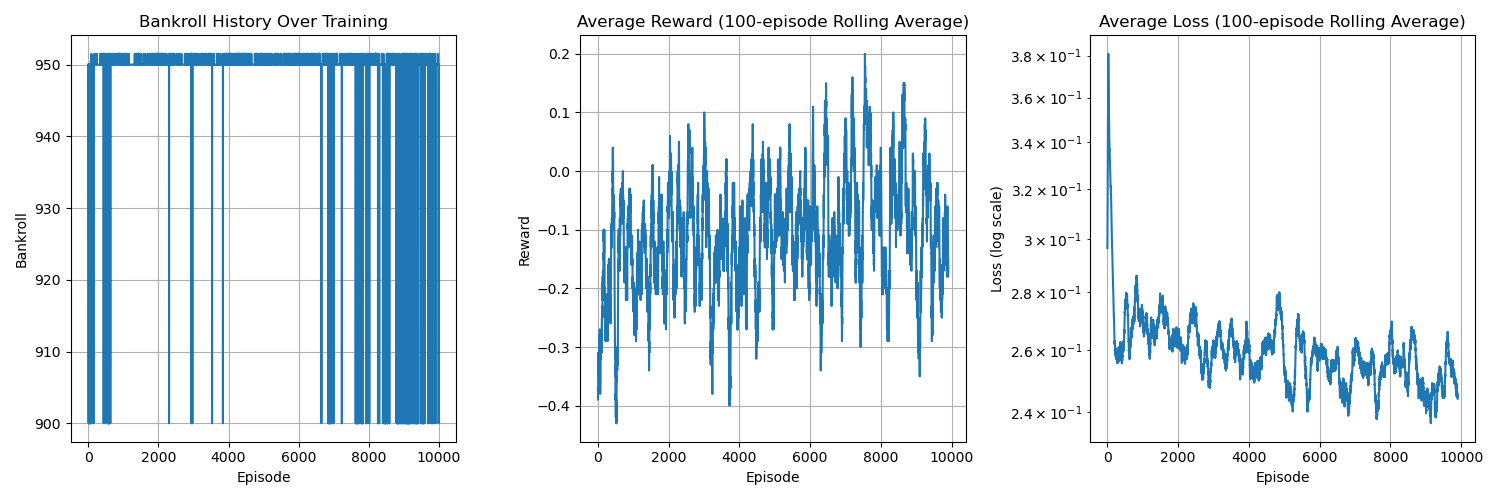 Bankroll History Over Training
Bankroll
950
940
930
920
910
900
0 2000 4000 6000 8000 10000
Episode
Average Reward (100-episode Rolling Average)
Reward
0.2
0.1
0.0
−0.1
−0.2
−0.3
−0.4
0 2000 4000 6000 8000 10000
Episode
Average Loss (100-episode Rolling Average)
Loss (log scale)
3.8 × 10⁻¹
3.6 × 10⁻¹
3.4 × 10⁻¹
3.2 × 10⁻¹
3 × 10⁻¹
2.8 × 10⁻¹
2.6 × 10⁻¹
2.4 × 10⁻¹
0 2000 4000 6000 8000 10000
Episode